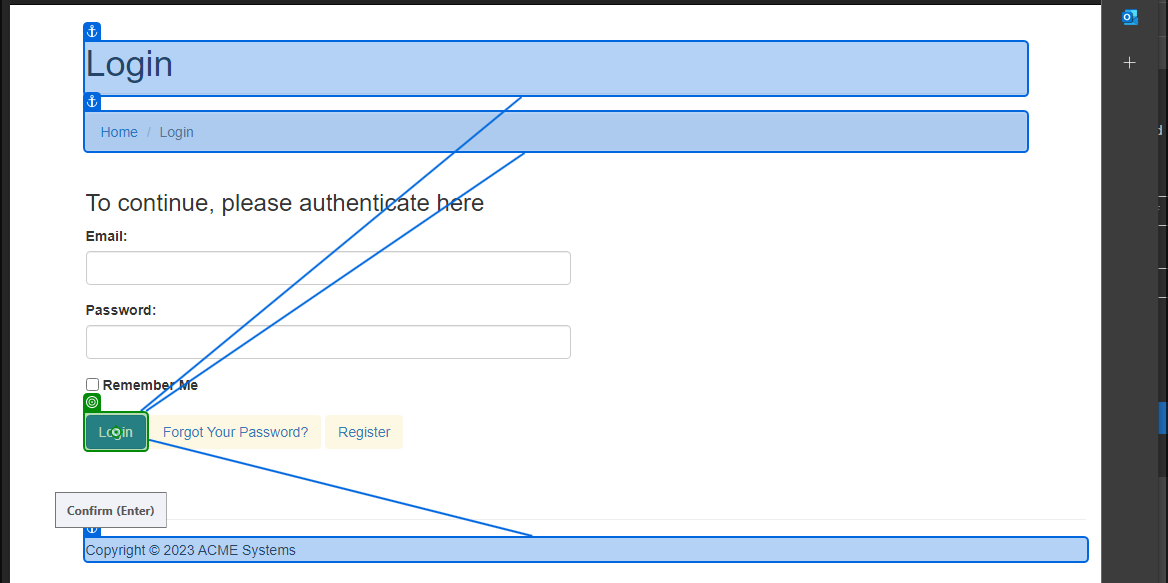 Login
Home / Login
To continue, please authenticate here
Email:
Password:
Remember Me
Login Forgot Your Password? Register
Confirm (Enter)
Copyright © 2023 ACME Systems